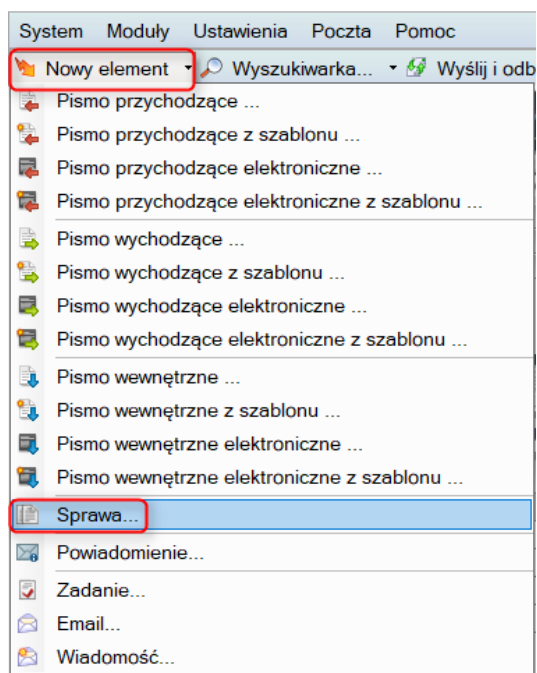 System Moduły Ustawienia Poczta Pomoc
Nowy element Wyszukiwarka... Wyślij i odb
Pismo przychodzące ...
Pismo przychodzące z szablonu ...
Pismo przychodzące elektroniczne ...
Pismo przychodzące elektroniczne z szablonu ...
Pismo wychodzące ...
Pismo wychodzące z szablonu ...
Pismo wychodzące elektroniczne ...
Pismo wychodzące elektroniczne z szablonu ...
Pismo wewnętrzne ...
Pismo wewnętrzne z szablonu ...
Pismo wewnętrzne elektroniczne ...
Pismo wewnętrzne elektroniczne z szablonu ...
Sprawa...
Powiadomienie...
Zadanie...
Email...
Wiadomość...